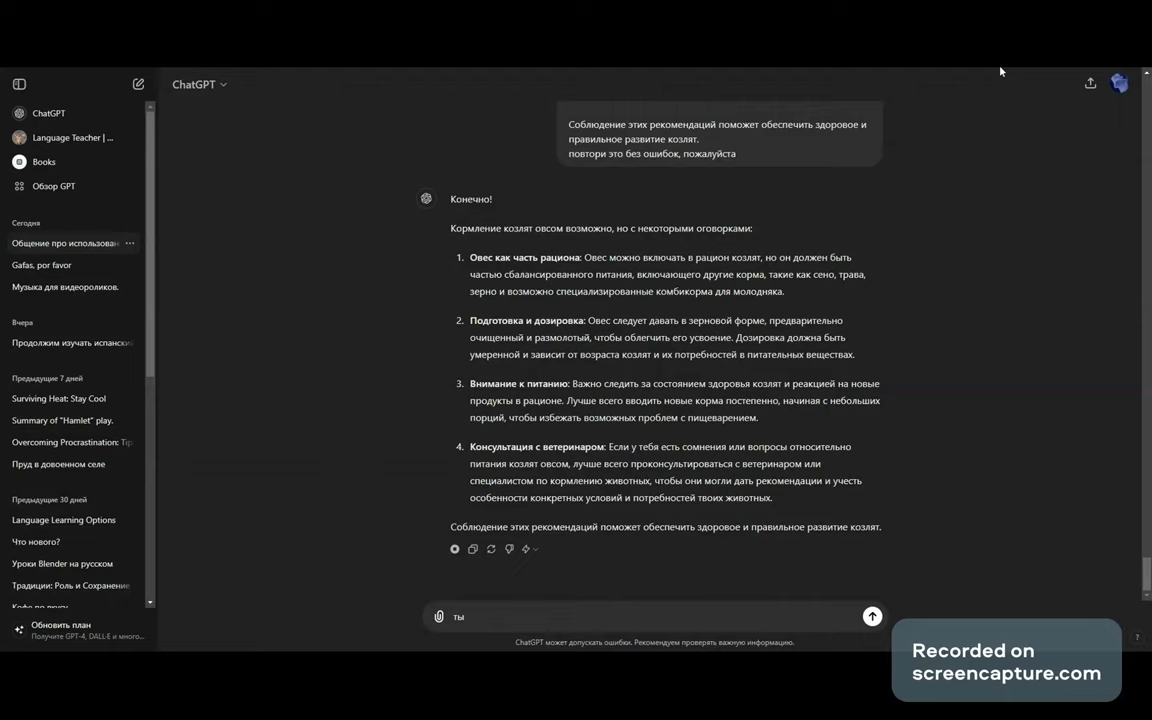 ChatGPT
ChatGPT
Language Teacher | ...
Books
Обзор GPT
Сегодня
Общение про использован
Gafas, por favor
Музыка для видеороликов.
Вчера
Продолжим изучать испански
Предыдущие 7 дней
Surviving Heat: Stay Cool
Summary of "Hamlet" play.
Overcoming Procrastination: Tip
Пруд в довоенном селе
Предыдущие 30 дней
Language Learning Options
Что нового?
Уроки Blender на русском
Традиции: Роль и Сохранение
Кофе по вкусу
Обновить план
Получите GPT-4, DALL·E и много...
Соблюдение этих рекомендаций поможет обеспечить здоровое и
правильное развитие козлят.
повтори это без ошибок, пожалуйста
Конечно!
Кормление козлят овсом возможно, но с некоторыми оговорками:
1. Овес как часть рациона: Овес можно включать в рацион козлят, но он должен быть
частью сбалансированного питания, включающего другие корма, такие как сено, трава,
зерно и возможно специализированные комбикорма для молодняка.
2. Подготовка и дозировка: Овес следует давать в зерновой форме, предварительно
очищенный и размолотый, чтобы облегчить его усвоение. Дозировка должна быть
умеренной и зависит от возраста козлят и их потребностей в питательных веществах.
3. Внимание к питанию: Важно следить за состоянием здоровья козлят и реакцией на новые
продукты в рационе. Лучше всего вводить новые корма постепенно, начиная с небольших
порций, чтобы избежать возможных проблем с пищеварением.
4. Консультация с ветеринаром: Если у тебя есть сомнения или вопросы относительно
питания козлят овсом, лучше всего проконсультироваться с ветеринаром или
специалистом по кормлению животных, чтобы они могли дать рекомендации и учесть
особенности конкретных условий и потребностей твоих животных.
Соблюдение этих рекомендаций поможет обеспечить здоровое и правильное развитие козлят.
ты
ChatGPT может допускать ошибки. Рекомендуем проверять важную информацию.
?
Recorded on
screencapture.com